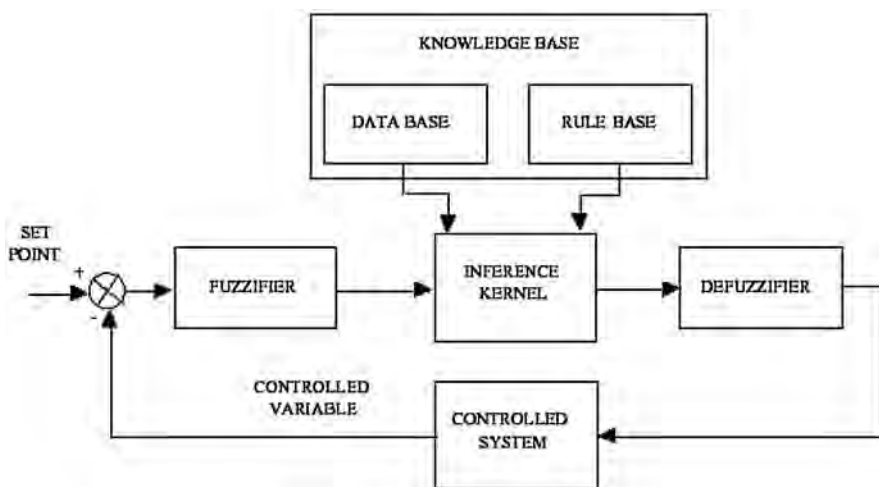 KNOWLEDGE BASE
DATA BASE
RULE BASE
SET
POINT
+
-
FUZZIFIER
INFERENCE
KERNEL
DEFUZZIFIER
CONTROLLED
VARIABLE
CONTROLLED
SYSTEM